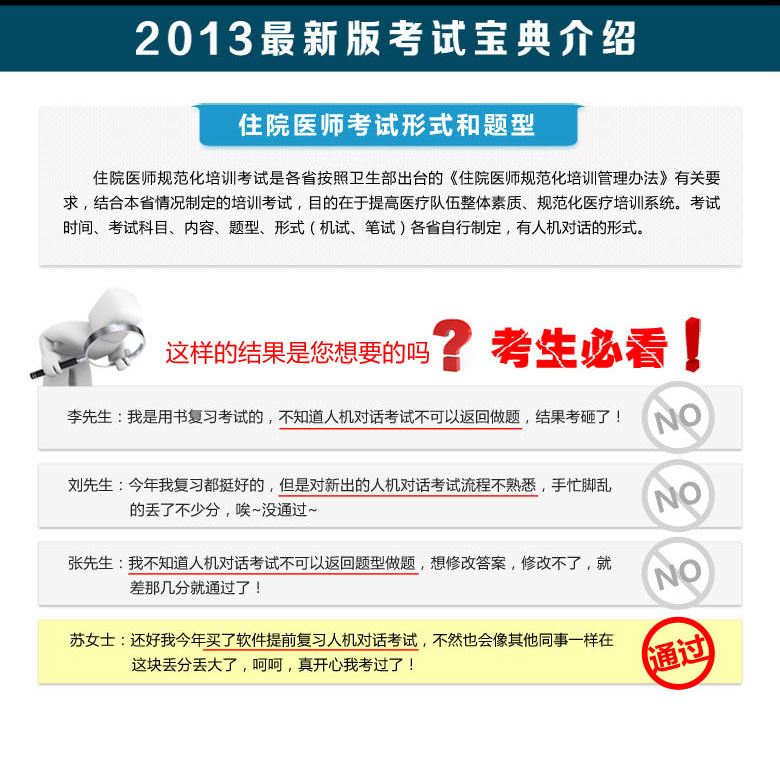 2013最新版考试宝典介绍
住院医师考试形式和题型
住院医师规范化培训考试是各省按照卫生部出台的《住院医师规范化培训管理办法》有关要
求，结合本省情况制定的培训考试，目的在于提高医疗队伍整体素质、规范化医疗培训系统。考试
时间、考试科目、内容、题型、形式（机试、笔试）各省自行制定，有人机对话的形式。
这样的结果是您想要的吗？考生必看！
李先生：我是用书复习考试的，不知道人机对话考试不可以返回做题，结果考砸了！
NO
刘先生：今年我复习都挺好的，但是对新出的人机对话考试流程不熟悉，手忙脚乱
的丢了不少分，唉~没通过~
NO
张先生：我不知道人机对话考试不可以返回题型做题，想修改答案，修改不了，就
差那几分就通过了！
NO
苏女士：还好我今年买了软件提前复习人机对话考试，不然也会像其他同事一样在
这块丢分丢大了，呵呵，真开心我考过了！
通过